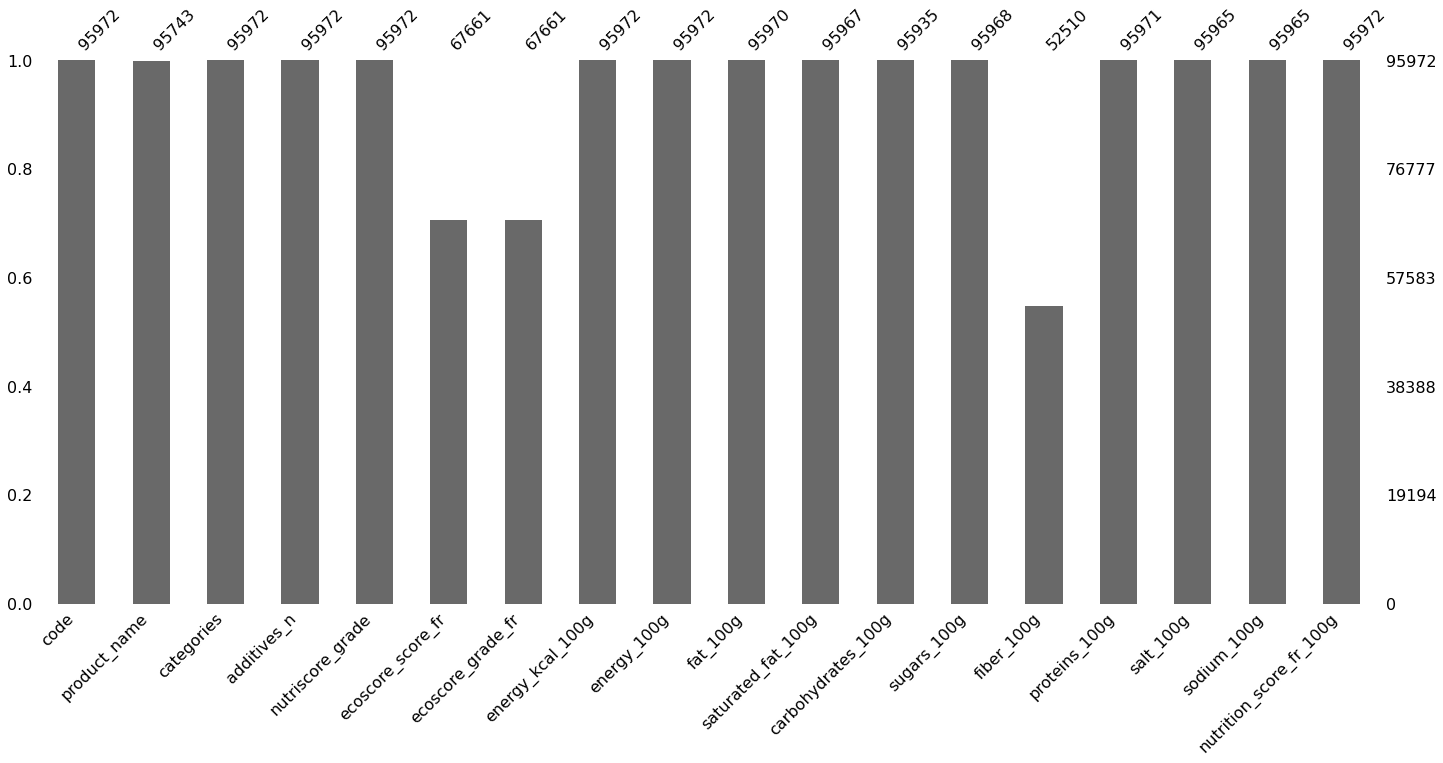 95972
95743
95972
95972
95972
67661
67661
95972
95972
95970
95967
95935
95968
52510
95971
95965
95965
95972
1.0
0.8
0.6
0.4
0.2
0.0
95972
76777
57583
38388
19194
0
code
product_name
categories
additives_n
nutriscore_grade
ecoscore_score_fr
ecoscore_grade_fr
energy_kcal_100g
energy_100g
fat_100g
saturated_fat_100g
carbohydrates_100g
sugars_100g
fiber_100g
proteins_100g
salt_100g
sodium_100g
nutrition_score_fr_100g